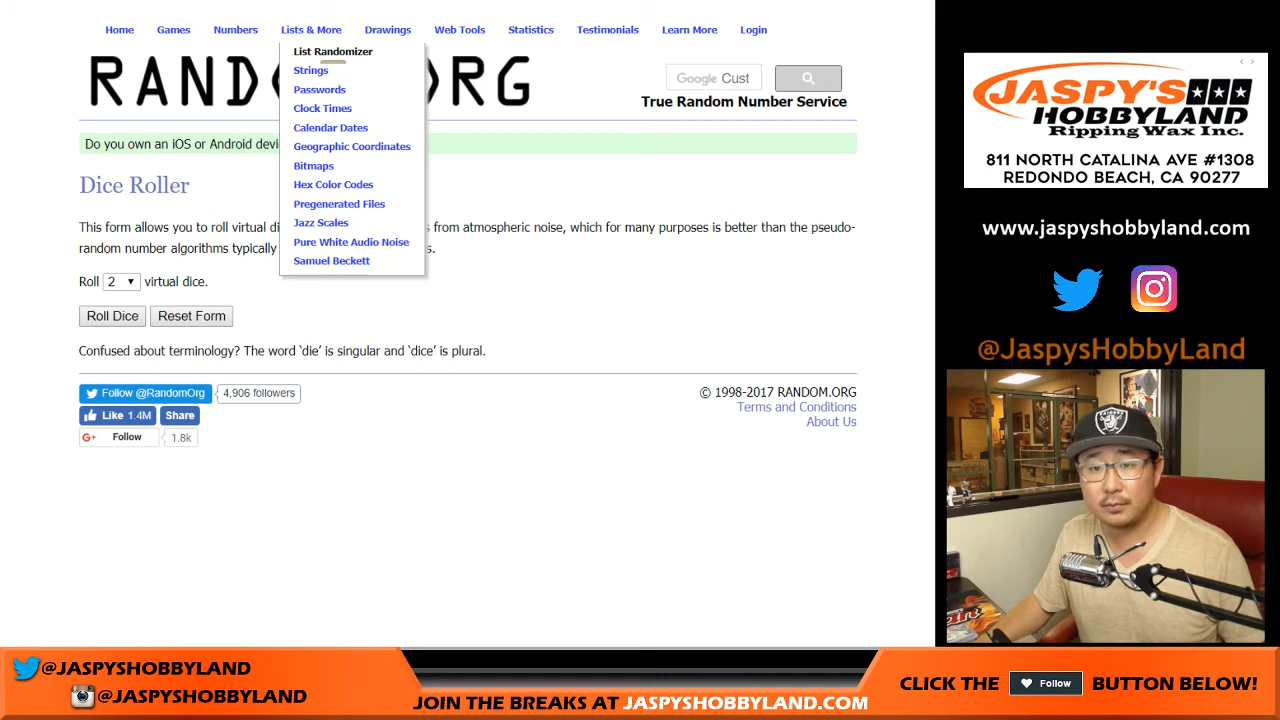 Home Games Numbers Lists & More Drawings Web Tools Statistics Testimonials Learn More Login
List Randomizer
Strings
Passwords
Clock Times
Calendar Dates
Geographic Coordinates
Bitmaps
Hex Color Codes
Pregenerated Files
Jazz Scales
Pure White Audio Noise
Samuel Beckett
RAND RG
Google Cust
True Random Number Service
Do you own an iOS or Android devi
Dice Roller
This form allows you to roll virtual di s from atmospheric noise, which for many purposes is better than the pseudo-
random number algorithms typically s.
Roll 2 virtual dice.
Roll Dice Reset Form
Confused about terminology? The word ‘die’ is singular and ‘dice’ is plural.
Follow @RandomOrg 4,906 followers
Like 1.4M Share
G+ Follow 1.8k
© 1998-2017 RANDOM.ORG
Terms and Conditions
About Us
JASPY'S
HOBBYLAND
Ripping Wax Inc.
811 NORTH CATALINA AVE #1308
REDONDO BEACH, CA 90277
www.jaspyshobbyland.com
@JaspysHobbyLand
RAIDERS
@JASPYSHOBBYLAND
@JASPYSHOBBYLAND
JOIN THE BREAKS AT JASPYSHOBBYLAND.COM
CLICK THE Follow BUTTON BELOW!